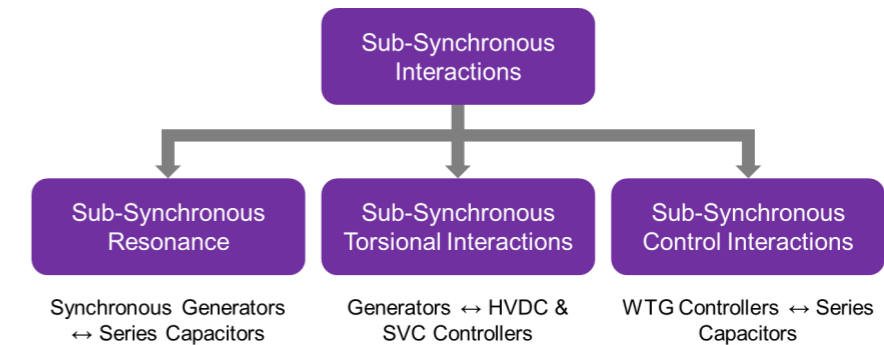 Sub-Synchronous
Interactions
Sub-Synchronous
Resonance
Sub-Synchronous
Torsional Interactions
Sub-Synchronous
Control Interactions
Synchronous Generators
↔ Series Capacitors
Generators ↔ HVDC &
SVC Controllers
WTG Controllers ↔ Series
Capacitors